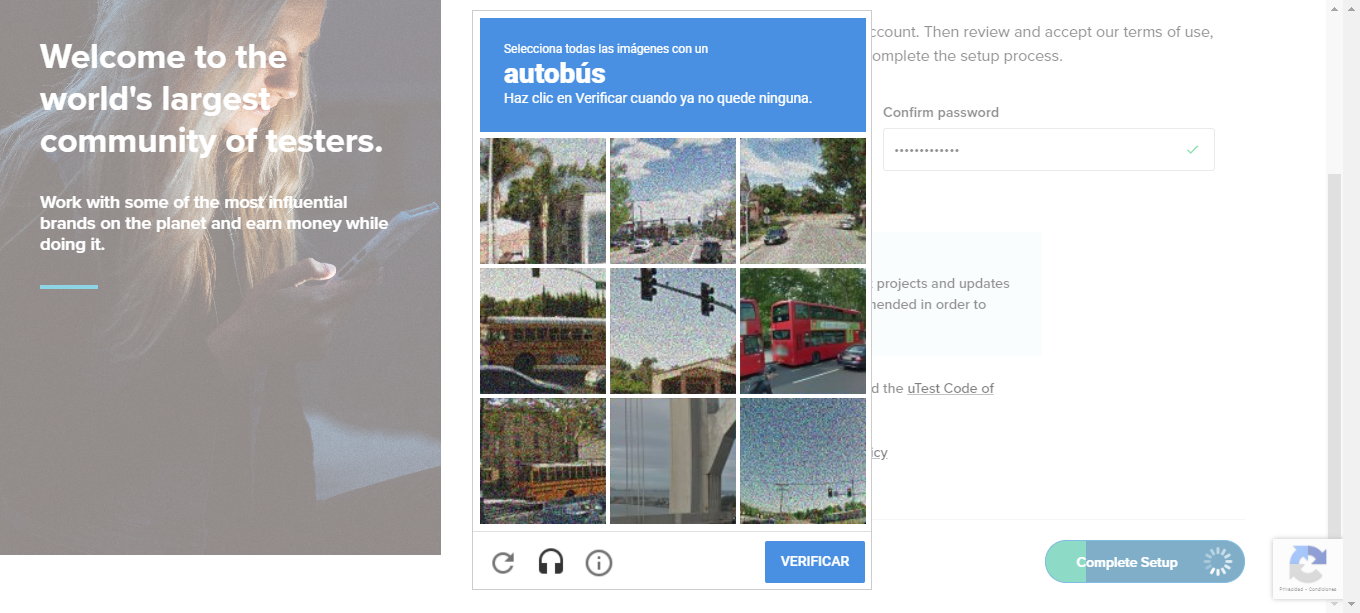 Welcome to the
world's largest
community of testers.
Work with some of the most influential
brands on the planet and earn money while
doing it.
Selecciona todas las imágenes con un
autobús
Haz clic en Verificar cuando ya no quede ninguna.
VERIFICAR
ccount. Then review and accept our terms of use,
omplete the setup process.
Confirm password
•••••••••••••
projects and updates
mended in order to
d the uTest Code of
icy
Complete Setup
Privacidad - Condiciones